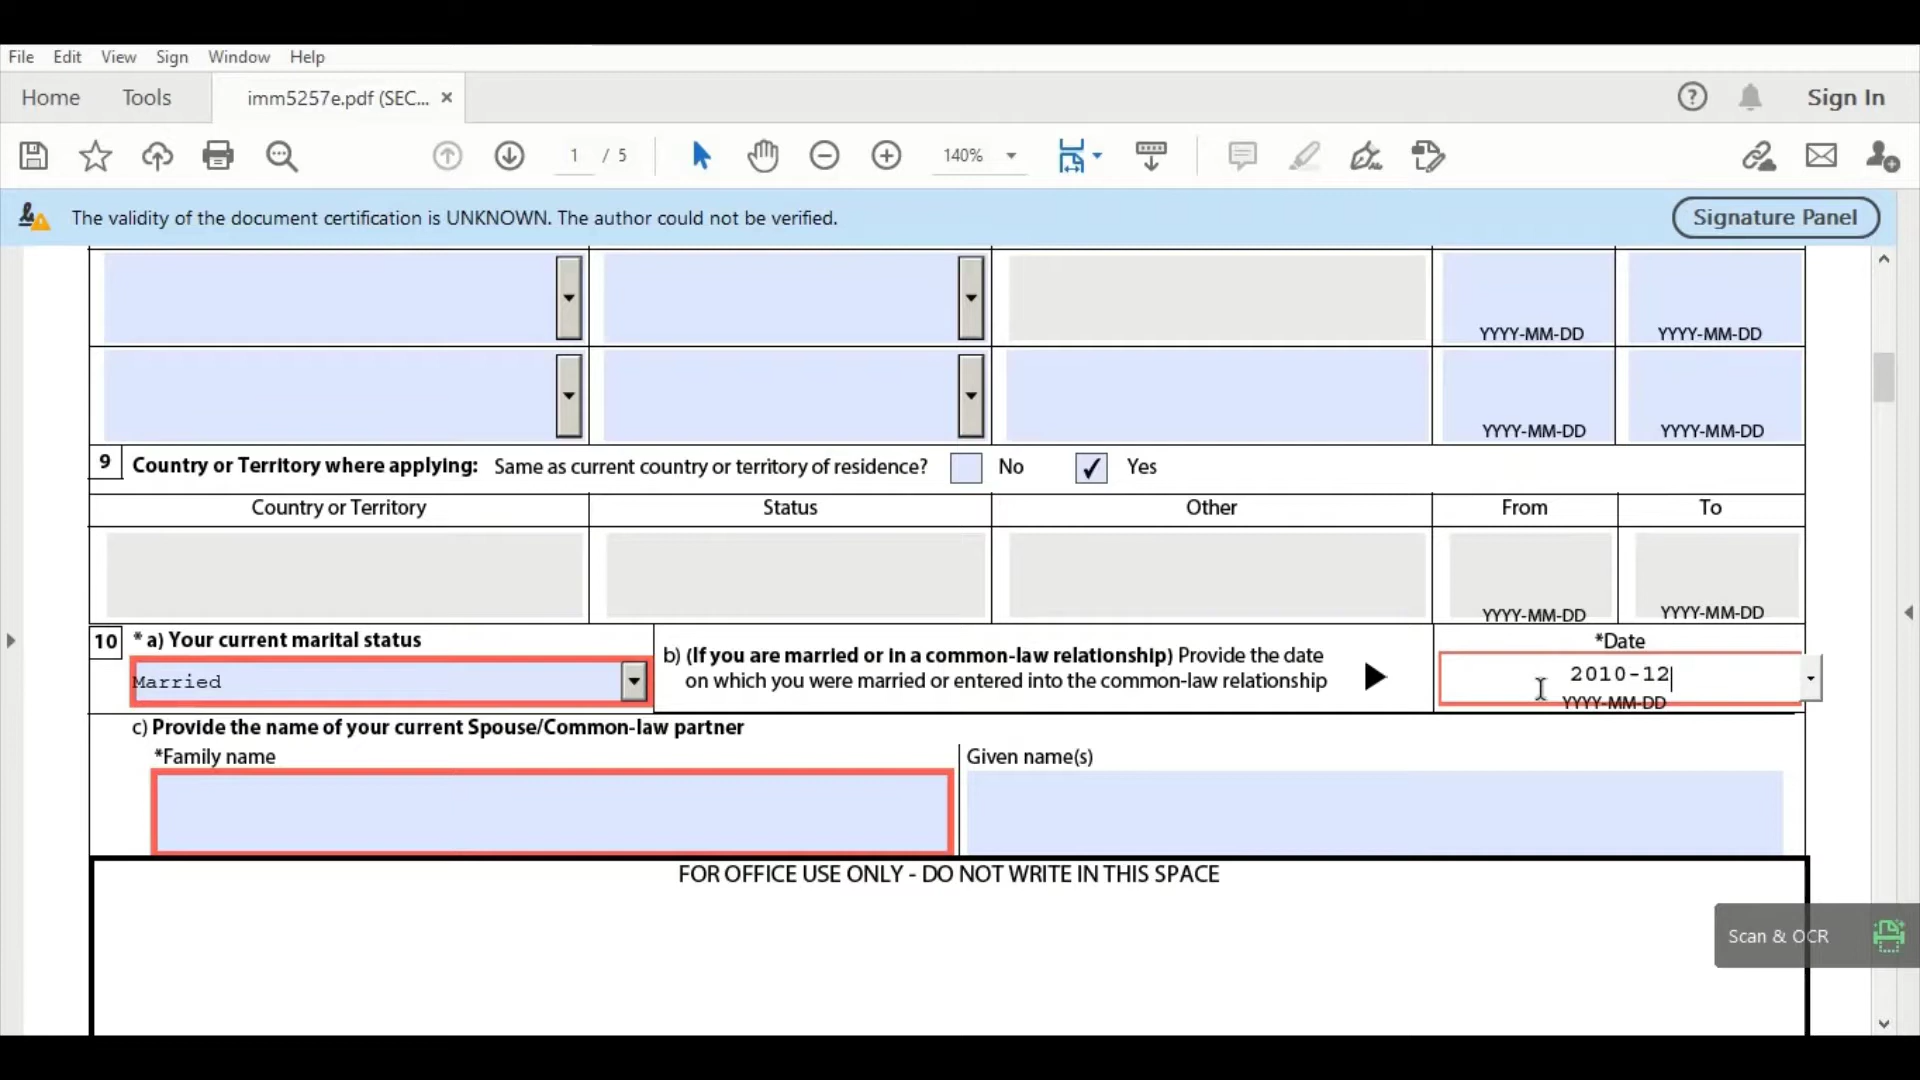 File Edit View Sign Window Help
Home Tools imm5257e.pdf (SEC... × Sign In
1 / 5 140%
The validity of the document certification is UNKNOWN. The author could not be verified. Signature Panel
YYYY-MM-DD YYYY-MM-DD
YYYY-MM-DD YYYY-MM-DD
9 Country or Territory where applying: Same as current country or territory of residence? No ✓ Yes
Country or Territory Status Other From To
YYYY-MM-DD YYYY-MM-DD
10 * a) Your current marital status
Married
b) (If you are married or in a common-law relationship) Provide the date
on which you were married or entered into the common-law relationship
*Date
2010-12
YYYY-MM-DD
c) Provide the name of your current Spouse/Common-law partner
*Family name Given name(s)
FOR OFFICE USE ONLY - DO NOT WRITE IN THIS SPACE
Scan & OCR